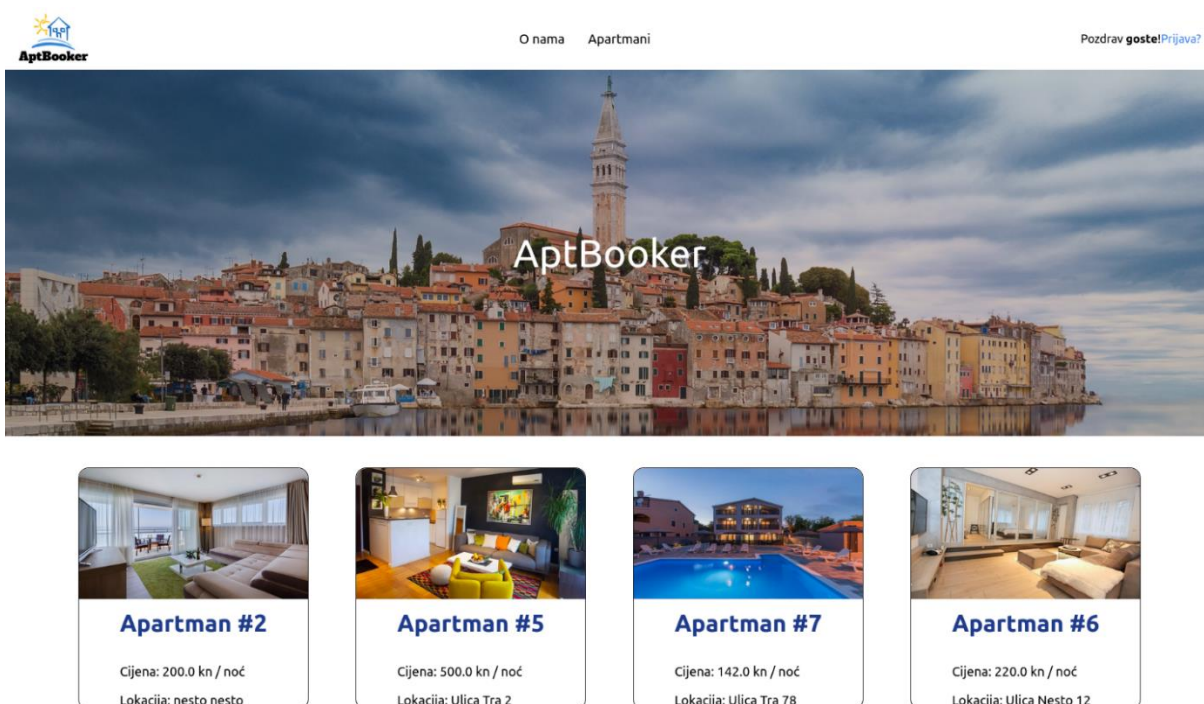 AptBooker
O nama Apartmani
Pozdrav goste!Prijava?
AptBooker
Apartman #2
Cijena: 200.0 kn / noć
Lokacija: nesto nesto
Apartman #5
Cijena: 500.0 kn / noć
Lokacija: Ulica Tra 2
Apartman #7
Cijena: 142.0 kn / noć
Lokacija: Ulica Tra 78
Apartman #6
Cijena: 220.0 kn / noć
Lokacija: Ulica Nesto 12